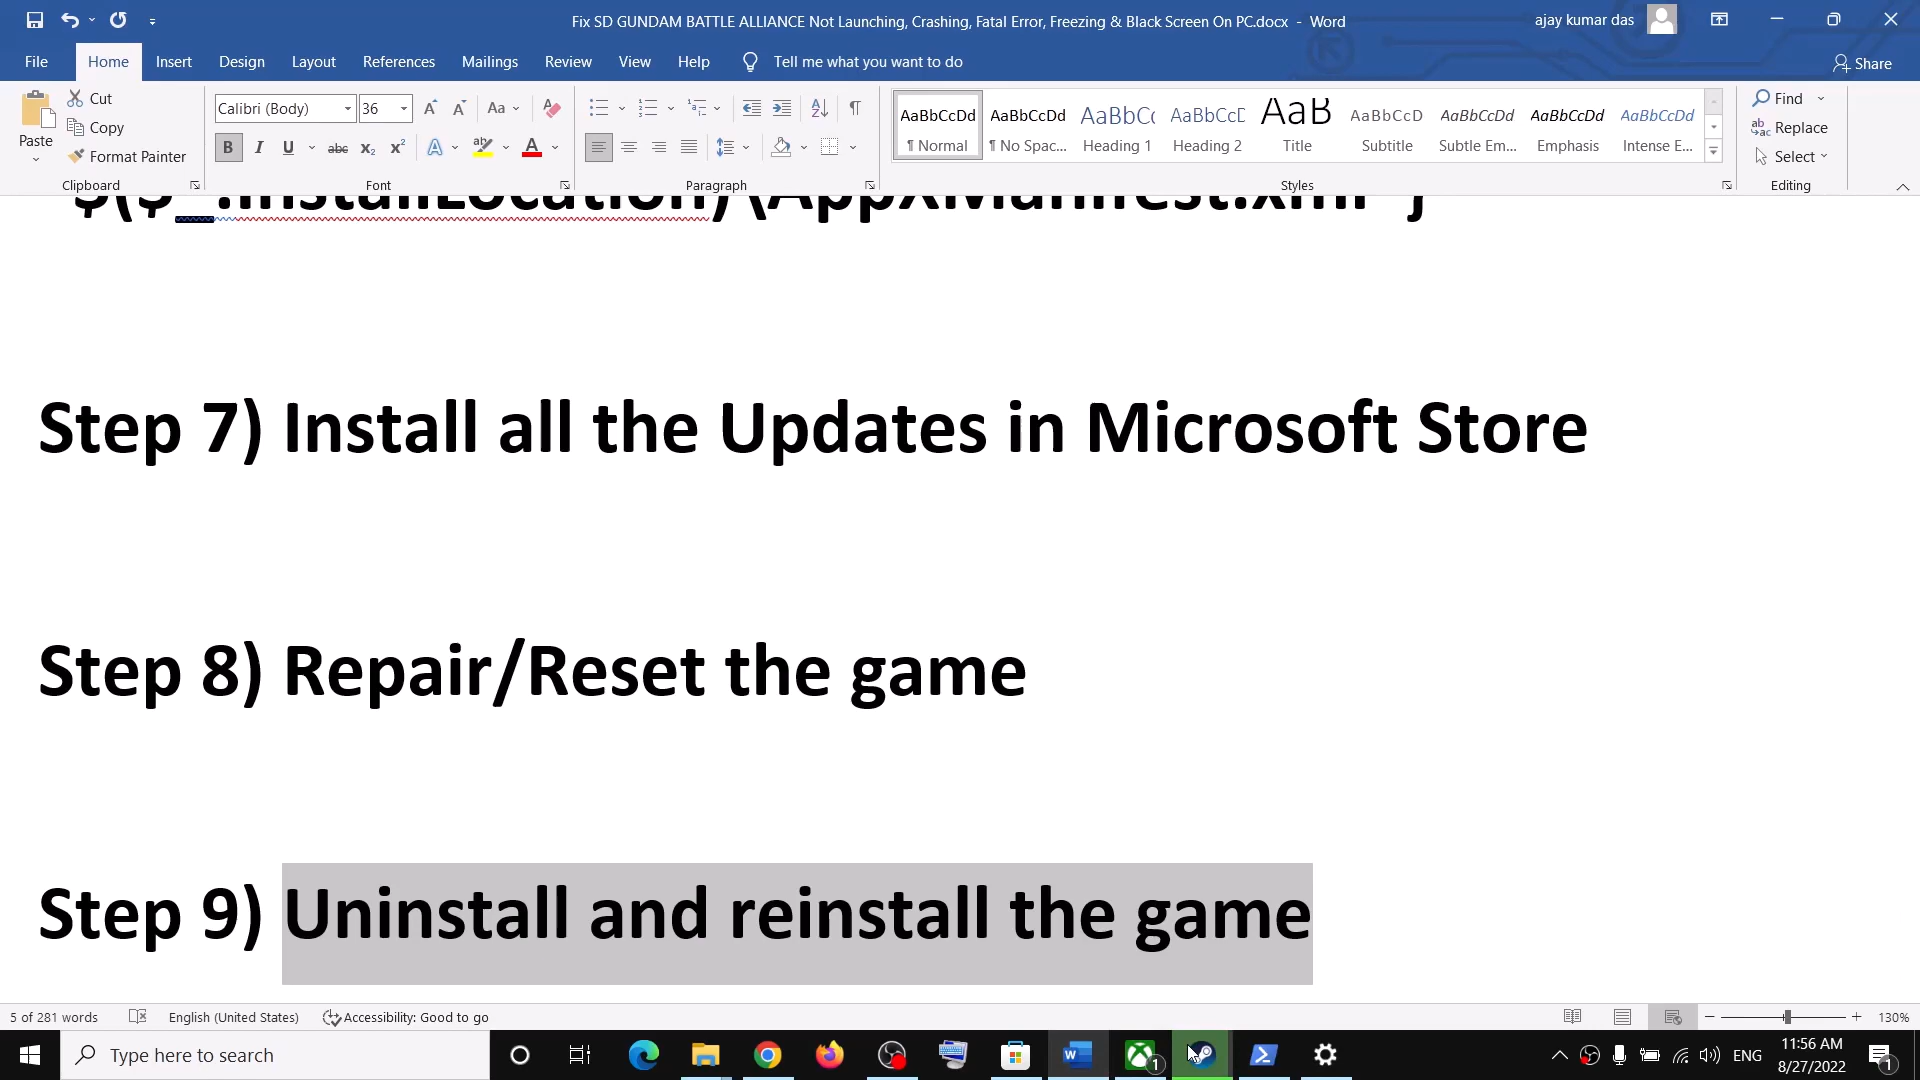 Fix SD GUNDAM BATTLE ALLIANCE Not Launching, Crashing, Fatal Error, Freezing & Black Screen On PC.docx - Word
ajay kumar das
File Home Insert Design Layout References Mailings Review View Help Tell me what you want to do Share
Paste
Cut
Copy
Format Painter
Clipboard
Calibri (Body) 36
Font
Paragraph
AaBbCcDd AaBbCcDd AaBbC AaBbCcD AaB AaBbCcD AaBbCcDd AaBbCcDd AaBbCcDd
¶ Normal ¶ No Spac... Heading 1 Heading 2 Title Subtitle Subtle Em... Emphasis Intense E...
Styles
Find
Replace
Select
Editing
$($_.InstallLocation)\AppXManifest.xml"}
Step 7) Install all the Updates in Microsoft Store
Step 8) Repair/Reset the game
Step 9) Uninstall and reinstall the game
5 of 281 words English (United States) Accessibility: Good to go 130%
Type here to search
1
ENG
11:56 AM
8/27/2022
1